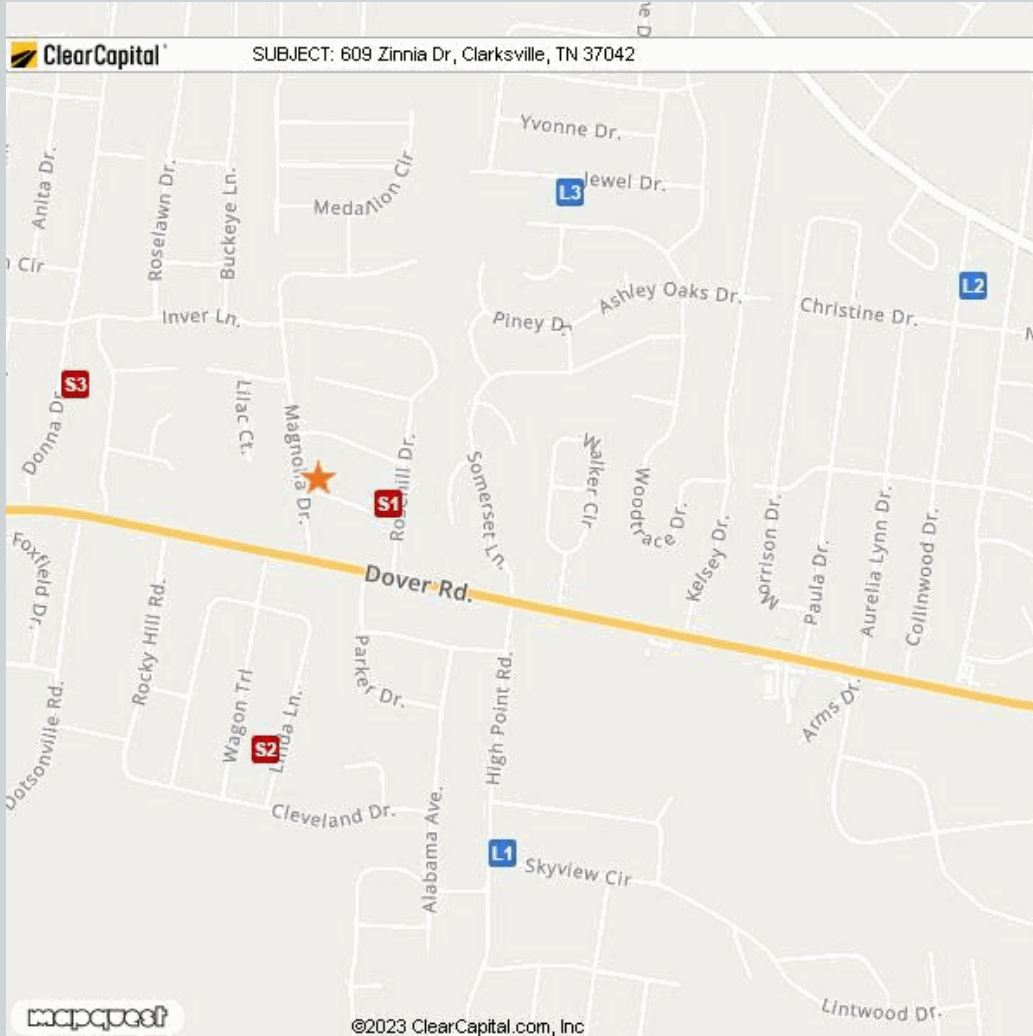 ne D
ClearCapital
SUBJECT: 609 Zinnia Dr, Clarksville, TN 37042
Yvonne Dr.
Jewel Dr.
L3
Anita Dr.
Roselawn Dr.
Buckeye Ln.
Medallion Cir
n Cir
L2
Ashley Oaks Dr.
Christine Dr.
Inver Ln.
Piney D
N
S3
Lilac Ct.
Donna Dr.
Magnolia Dr.
Rosehill Dr.
S1
Somerset Ln.
Walker Cir
Woodtrace Dr.
Kelsey Dr.
Morrison Dr.
Paula Dr.
Aurelia Lynn Dr.
Collinwood Dr.
Foxfield Dr.
Dover Rd.
Rocky Hill Rd.
Parker Dr.
Wagon Trl
Linda Ln.
S2
High Point Rd.
Arms Dr.
Dotsonville Rd.
Cleveland Dr.
Alabama Ave.
L1
Skyview Cir
Lintwood Dr.
mapquest
©2023 ClearCapital.com, Inc